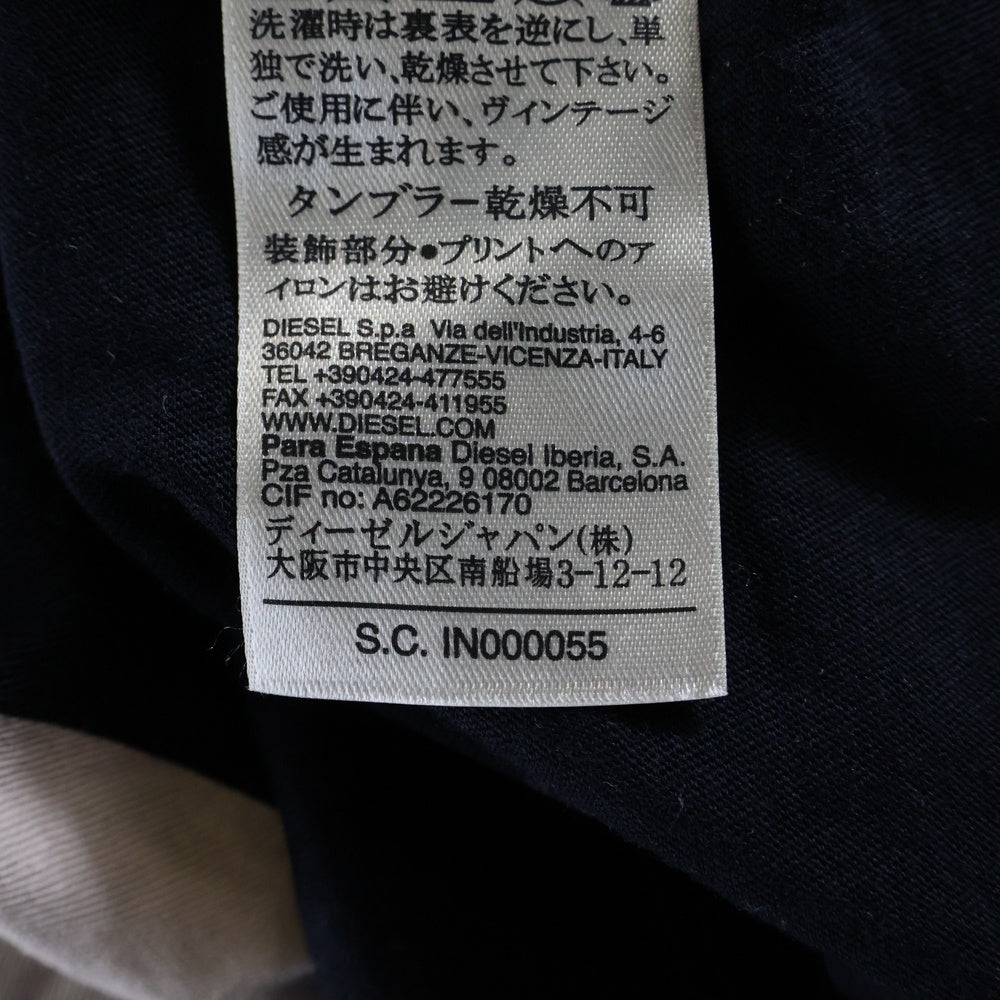 洗濯時は裏表を逆にし、単
独で洗い、乾燥させて下さい。
ご使用に伴い、ヴィンテージ
感が生まれます。
タンブラー乾燥不可
装飾部分●プリントへのア
イロンはお避けください。
DIESEL S.p.a Via dell'Industria, 4-6
36042 BREGANZE-VICENZA-ITALY
TEL +390424-477555
FAX +390424-411955
WWW.DIESEL.COM
Para Espana Diesel Iberia, S.A.
Pza Catalunya, 9 08002 Barcelona
CIF no: A62226170
ディーゼルジャパン(株)
大阪市中央区南船場3-12-12
S.C. IN000055